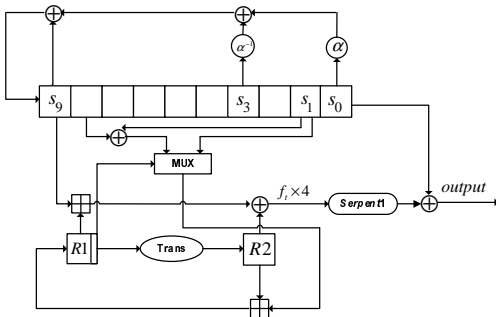 α⁻¹
α
s₉
s₃
s₁
s₀
MUX
fₜ×4
Serpent1
output
R1
Trans
R2